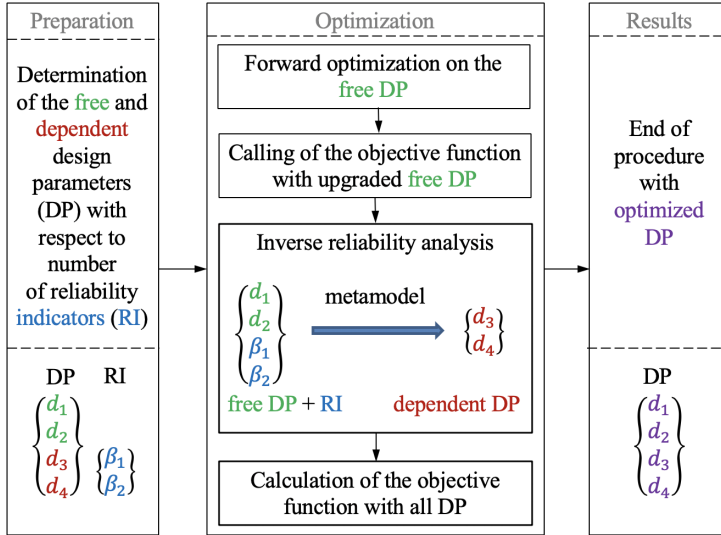 Preparation
Determination
of the free and
dependent
design
parameters
(DP) with
respect to
number
of reliability
indicators (RI)
DP RI
d1
d2
d3
d4
β1
β2
Optimization
Forward optimization on the
free DP
Calling of the objective function
with upgraded free DP
Inverse reliability analysis
d1
d2
β1
β2
metamodel
d3
d4
free DP + RI
dependent DP
Calculation of the objective
function with all DP
Results
End of
procedure
with
optimized
DP
DP
d1
d2
d3
d4